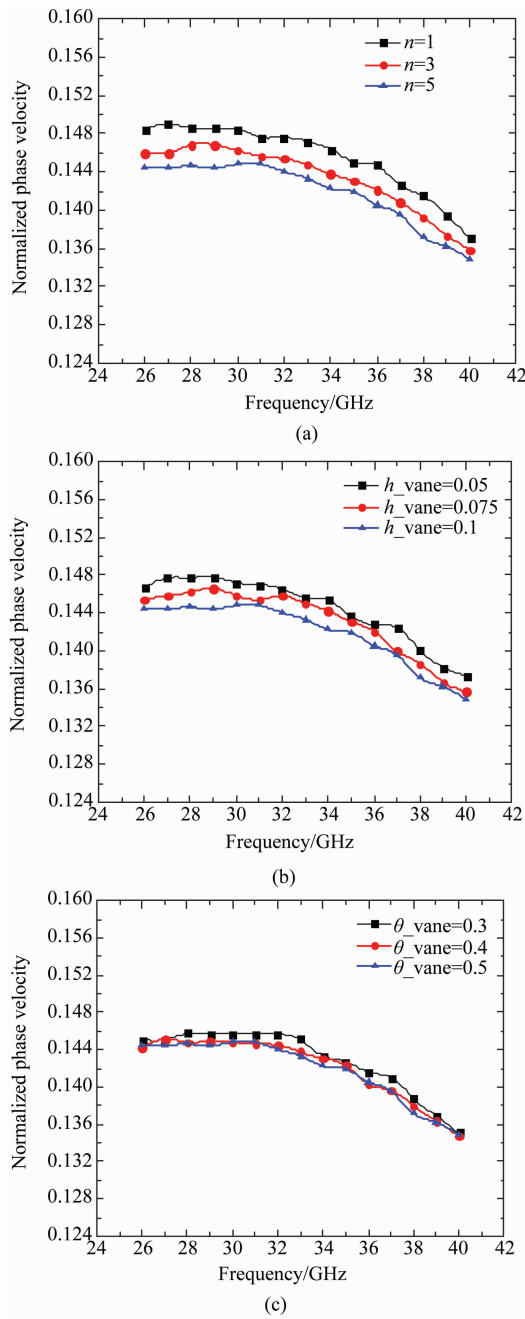 0.160
0.156
0.152
0.148
0.144
0.140
0.136
0.132
0.128
0.124
Normalized phase velocity
n=1
n=3
n=5
24 26 28 30 32 34 36 38 40 42
Frequency/GHz
(a)
0.160
0.156
0.152
0.148
0.144
0.140
0.136
0.132
0.128
0.124
Normalized phase velocity
h_vane=0.05
h_vane=0.075
h_vane=0.1
24 26 28 30 32 34 36 38 40 42
Frequency/GHz
(b)
0.160
0.156
0.152
0.148
0.144
0.140
0.136
0.132
0.128
0.124
Normalized phase velocity
θ_vane=0.3
θ_vane=0.4
θ_vane=0.5
24 26 28 30 32 34 36 38 40 42
Frequency/GHz
(c)